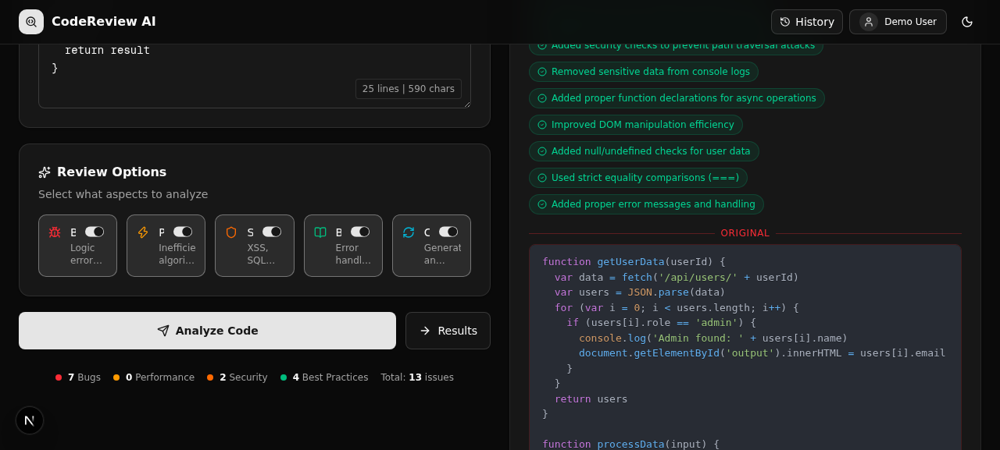 CodeReview AI
History
Demo User
return result
}
25 lines | 590 chars
Review Options
Select what aspects to analyze
B
Logic
error…
P
Inefficie
algori…
S
XSS,
SQL…
B
Error
handl…
C
Generat
an…
Analyze Code
Results
7 Bugs
0 Performance
2 Security
4 Best Practices
Total: 13 issues
N
Added security checks to prevent path traversal attacks
Removed sensitive data from console logs
Added proper function declarations for async operations
Improved DOM manipulation efficiency
Added null/undefined checks for user data
Used strict equality comparisons (===)
Added proper error messages and handling
ORIGINAL
function getUserData(userId) {
  var data = fetch('/api/users/' + userId)
  var users = JSON.parse(data)
  for (var i = 0; i < users.length; i++) {
    if (users[i].role == 'admin') {
      console.log('Admin found: ' + users[i].name)
      document.getElementById('output').innerHTML = users[i].email
    }
  }
  return users
}
function processData(input) {